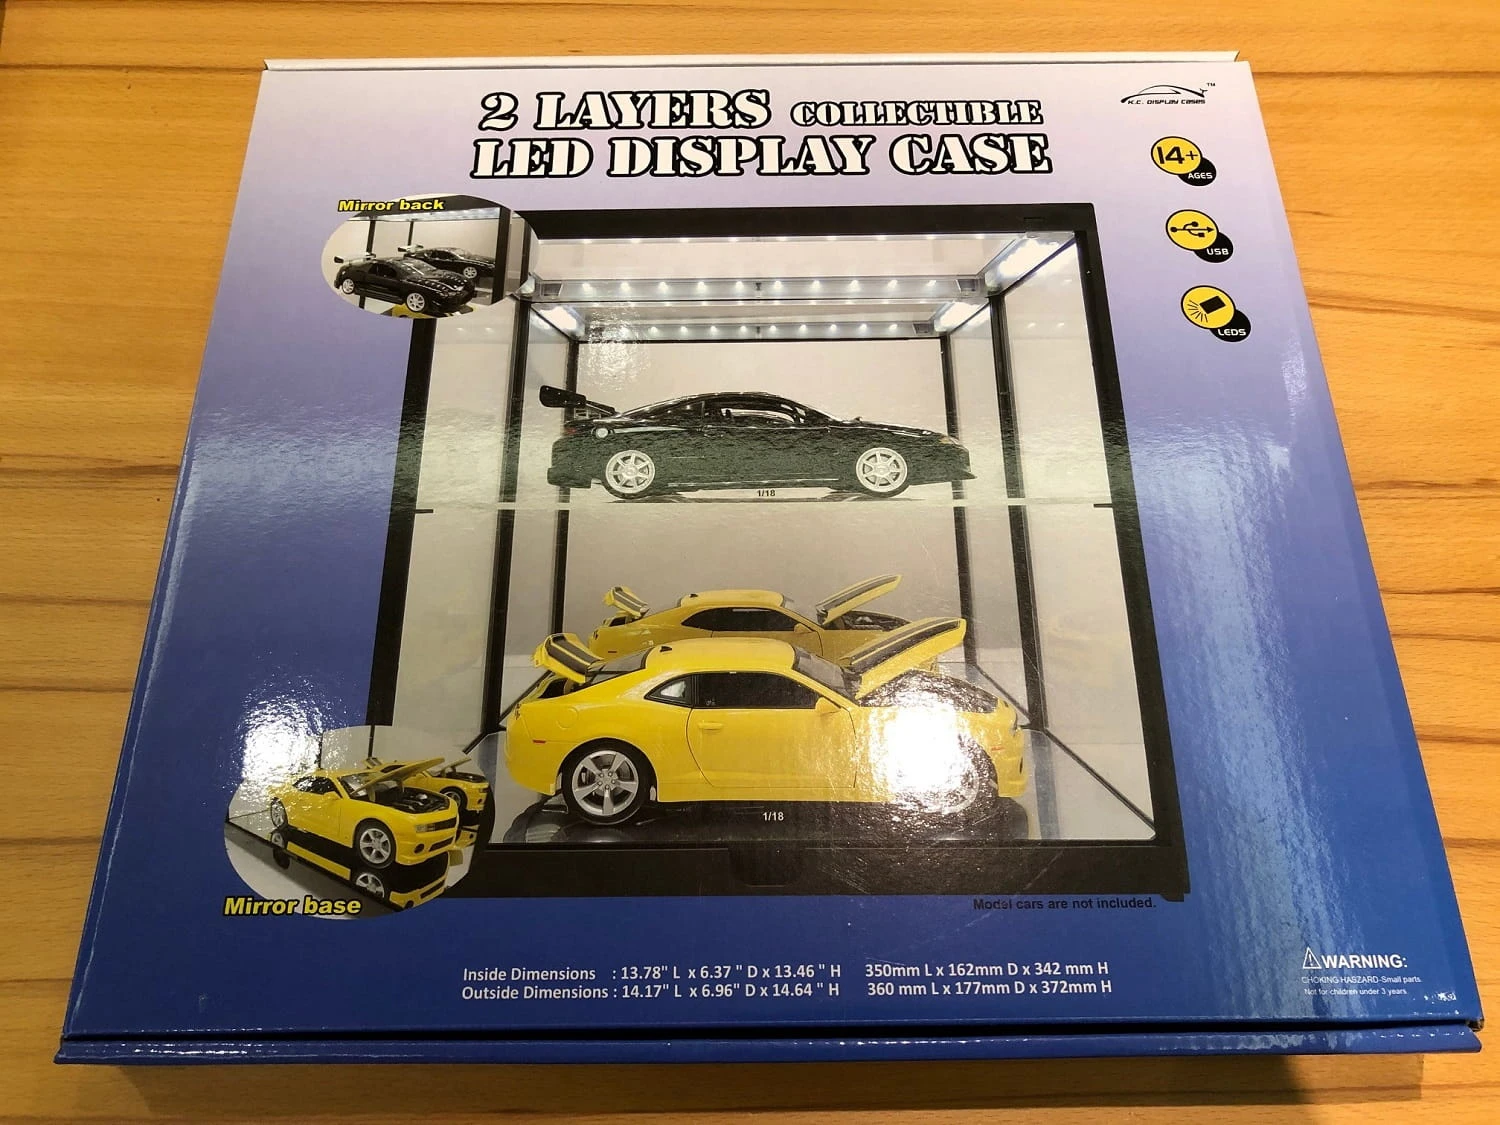 2 LAYERS COLLECTIBLE
LED DISPLAY CASE
K.C. DISPLAY CASES™
14+
AGES
USB
LEDS
Mirror back
1/18
1/18
Mirror base
Model cars are not included.
Inside Dimensions : 13.78" L x 6.37 " D x 13.46 " H 350mm L x 162mm D x 342 mm H
Outside Dimensions : 14.17" L x 6.96" D x 14.64 " H 360 mm L x 177mm D x 372mm H
WARNING:
CHOKING HABZARD-Small parts.
Not for children under 3 years